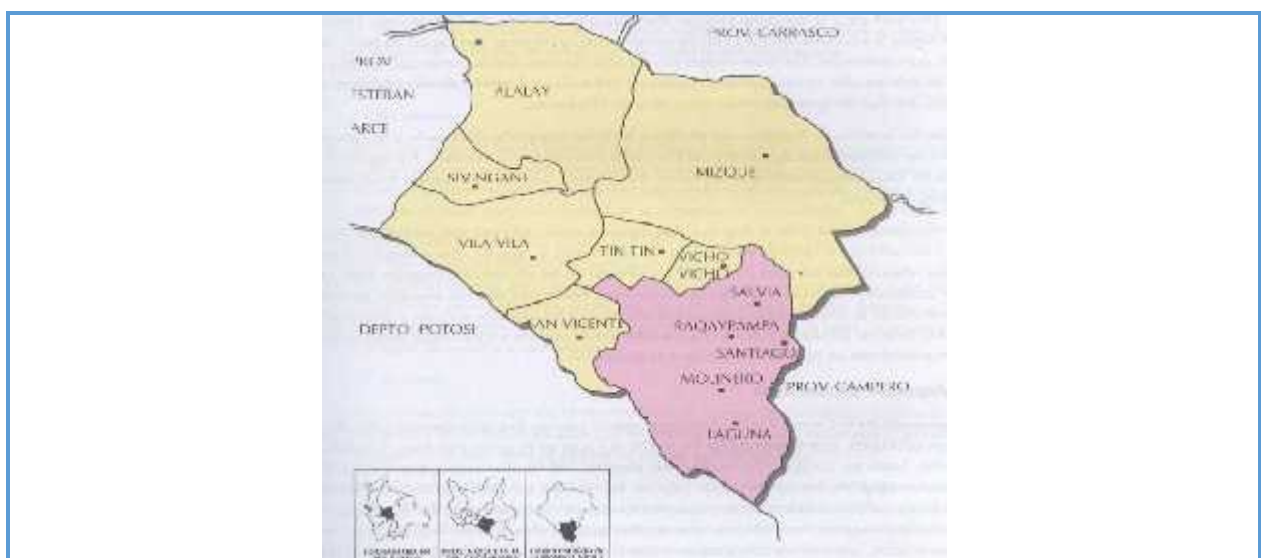 PROV. CARRASCO
PROV
ESTEBAN
ARCE
ALALAY
SIVINGANI
MIZQUE
VILA VILA
TIN TIN
VICHO
VICHO
SALVIA
DEPTO POTOSI
SAN VICENTE
RAQAYPAMPA
SANTIAGO
MOLINERO
PROV. CAMPERO
LAGUNA